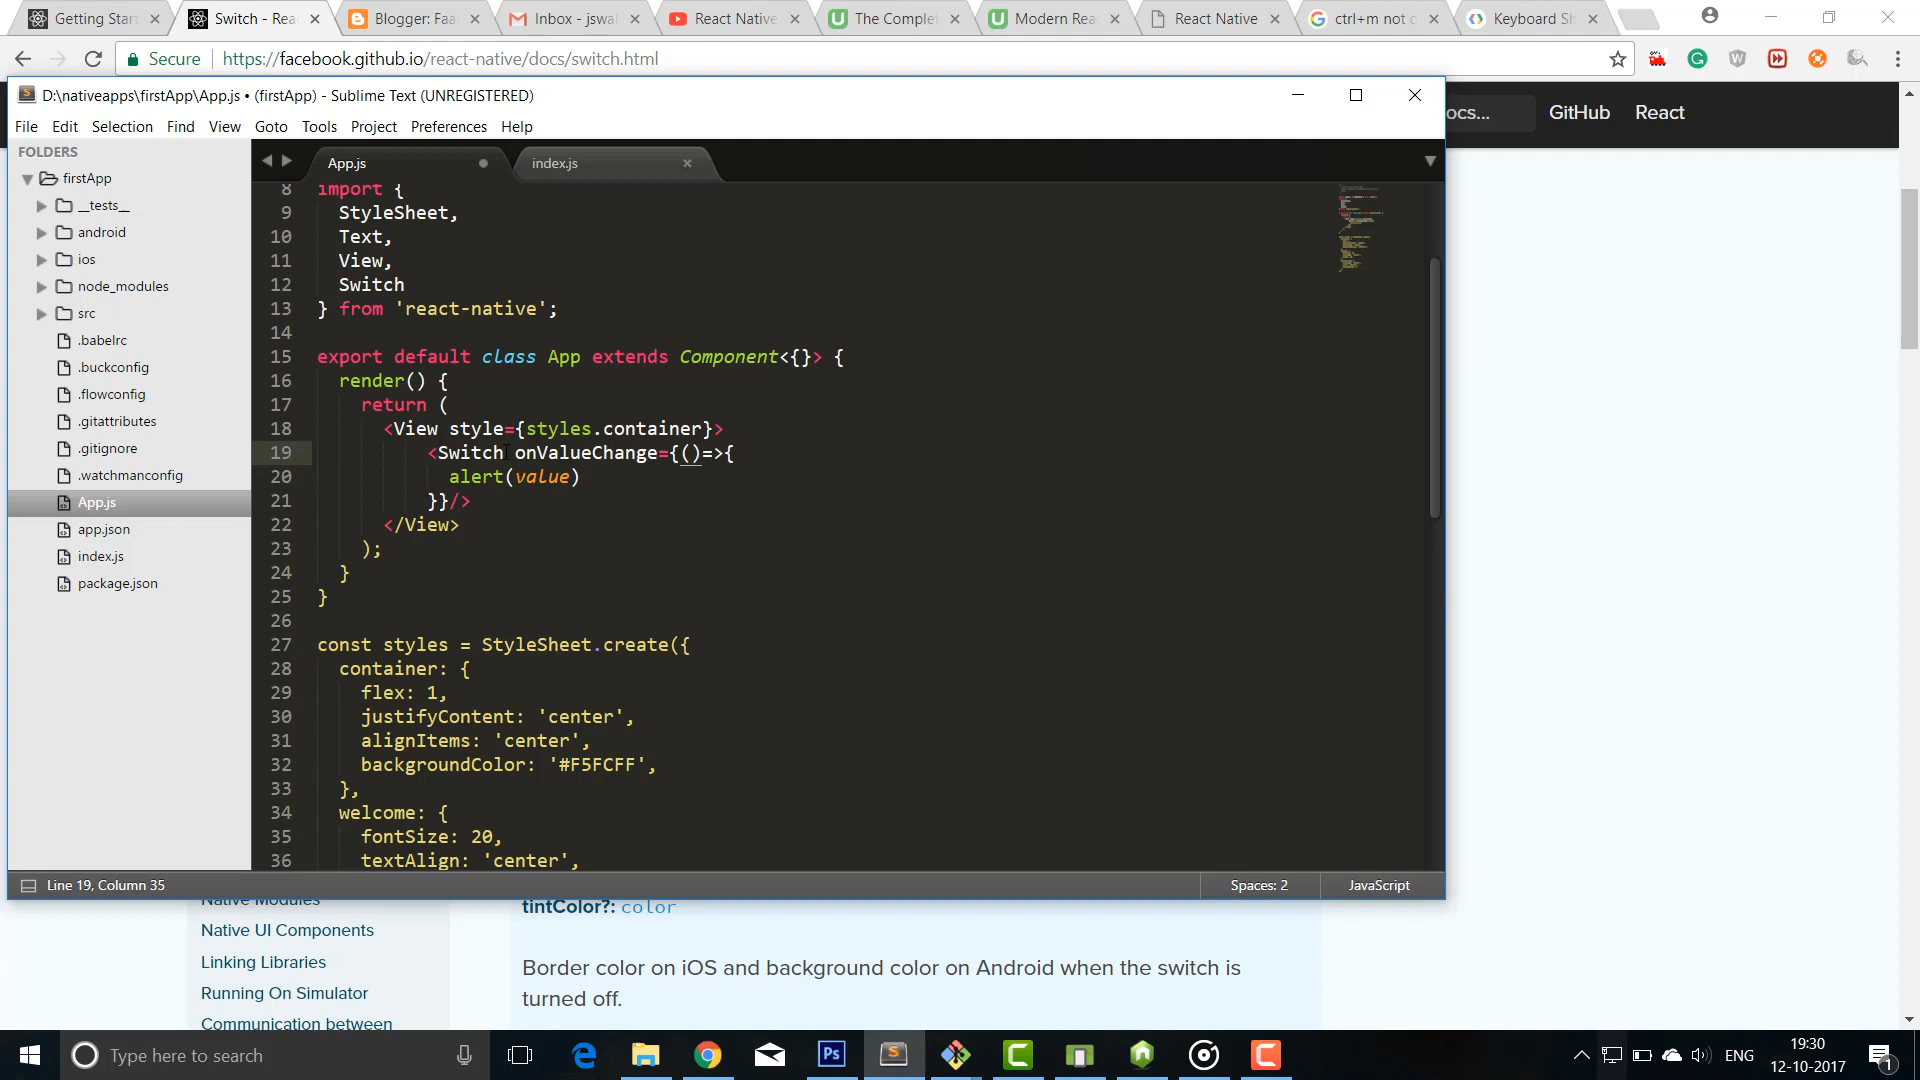 Getting Start
Switch - Rea
Blogger: Faa
Inbox - jswal
React Native
The Complet
Modern Rea
React Native
ctrl+m not o
Keyboard Sh
Secure
https://facebook.github.io/react-native/docs/switch.html
ocs...
GitHub
React
D:\nativeapps\firstApp\App.js • (firstApp) - Sublime Text (UNREGISTERED)
File Edit Selection Find View Goto Tools Project Preferences Help
FOLDERS
firstApp
__tests__
android
ios
node_modules
src
.babelrc
.buckconfig
.flowconfig
.gitattributes
.gitignore
.watchmanconfig
App.js
app.json
index.js
package.json
App.js
index.js
8 import {
9 StyleSheet,
10 Text,
11 View,
12 Switch
13 } from 'react-native';
14
15 export default class App extends Component<{}> {
16 render() {
17 return (
18 <View style={styles.container}>
19 <Switch onValueChange={()=>{
20 alert(value)
21 }}/>
22 </View>
23 );
24 }
25 }
26
27 const styles = StyleSheet.create({
28 container: {
29 flex: 1,
30 justifyContent: 'center',
31 alignItems: 'center',
32 backgroundColor: '#F5FCFF',
33 },
34 welcome: {
35 fontSize: 20,
36 textAlign: 'center',
Line 19, Column 35
Spaces: 2
JavaScript
Native Modules
Native UI Components
Linking Libraries
Running On Simulator
Communication between
tintColor?: color
Border color on iOS and background color on Android when the switch is
turned off.
Type here to search
Ps
ENG
19:30
12-10-2017
1